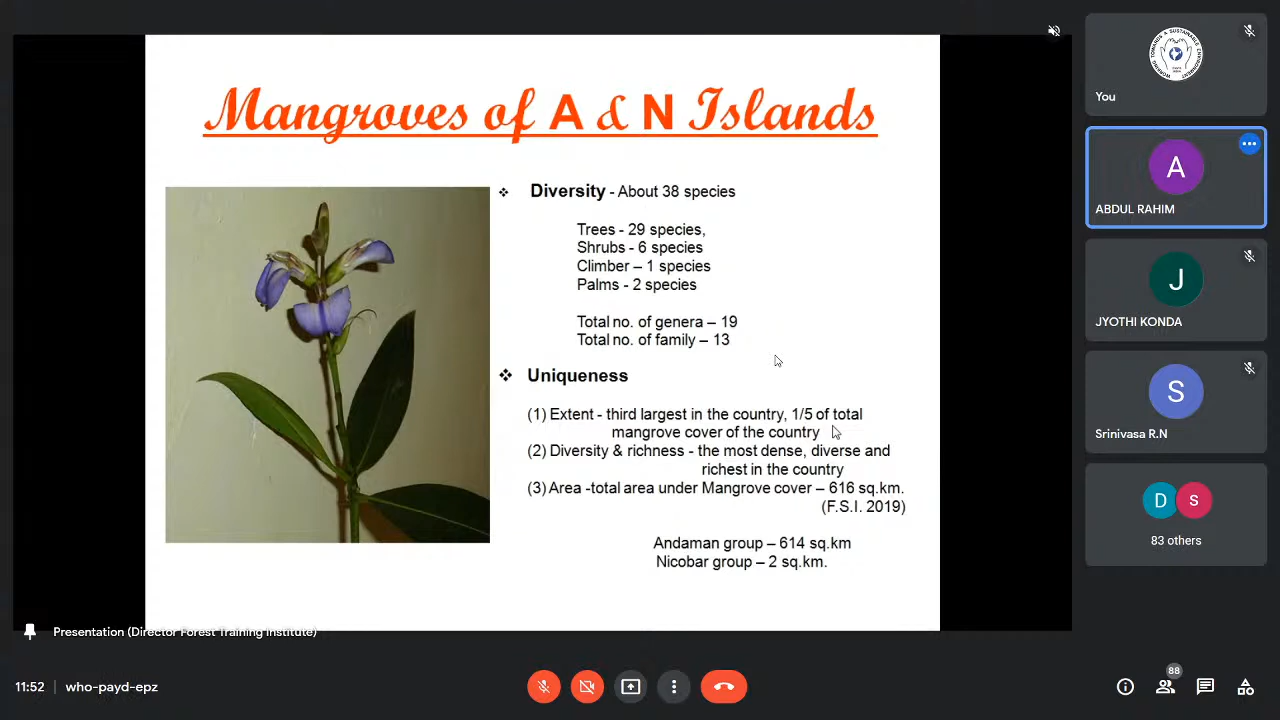 Mangroves of A & N Islands
❖ Diversity - About 38 species
Trees - 29 species,
Shrubs - 6 species
Climber – 1 species
Palms - 2 species
Total no. of genera – 19
Total no. of family – 13
❖ Uniqueness
(1) Extent - third largest in the country, 1/5 of total
mangrove cover of the country
(2) Diversity & richness - the most dense, diverse and
richest in the country
(3) Area -total area under Mangrove cover – 616 sq.km.
(F.S.I. 2019)
Andaman group – 614 sq.km
Nicobar group – 2 sq.km.
Presentation (Director Forest Training Institute)
11:52 | who-payd-epz
You
A
ABDUL RAHIM
J
JYOTHI KONDA
S
Srinivasa R.N
D s
83 others
88